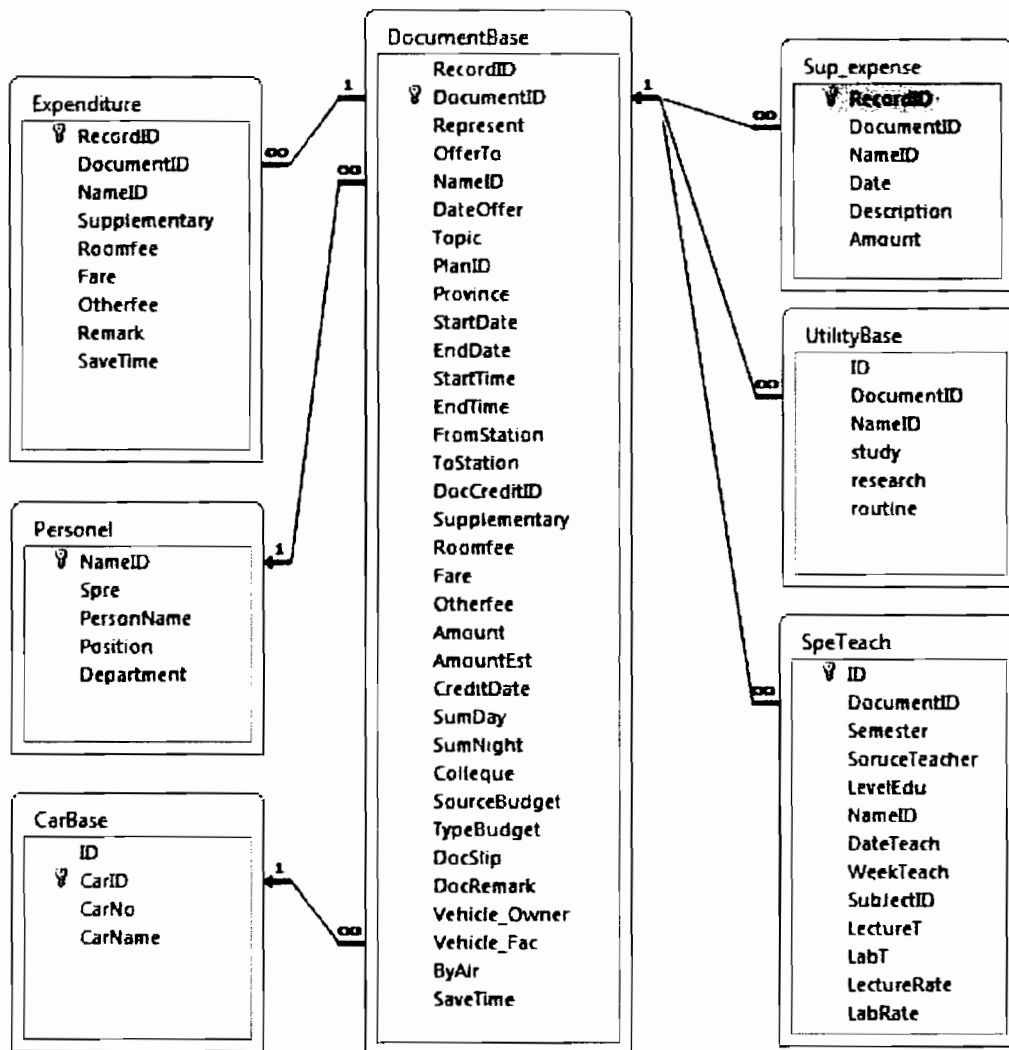 Expenditure
RecordID
DocumentID
NameID
Supplementary
Roomfee
Fare
Otherfee
Remark
SaveTime
Personel
NameID
Spre
PersonName
Position
Department
CarBase
ID
CarID
CarNo
CarName
DocumentBase
RecordID
DocumentID
Represent
OfferTo
NameID
DateOffer
Topic
PlanID
Province
StartDate
EndDate
StartTime
EndTime
FromStation
ToStation
DocCreditID
Supplementary
Roomfee
Fare
Otherfee
Amount
AmountEst
CreditDate
SumDay
SumNight
Colleque
SourceBudget
TypeBudget
DocSlip
DocRemark
Vehicle_Owner
Vehicle_Fac
ByAir
SaveTime
Sup_expense
RecordID
DocumentID
NameID
Date
Description
Amount
UtilityBase
ID
DocumentID
NameID
study
research
routine
SpeTeach
ID
DocumentID
Semester
SoruceTeacher
LevelEdu
NameID
DateTeach
WeekTeach
SubJectID
LectureT
LabT
LectureRate
LabRate
1
∞
∞
1
1
∞
1
∞
∞
∞